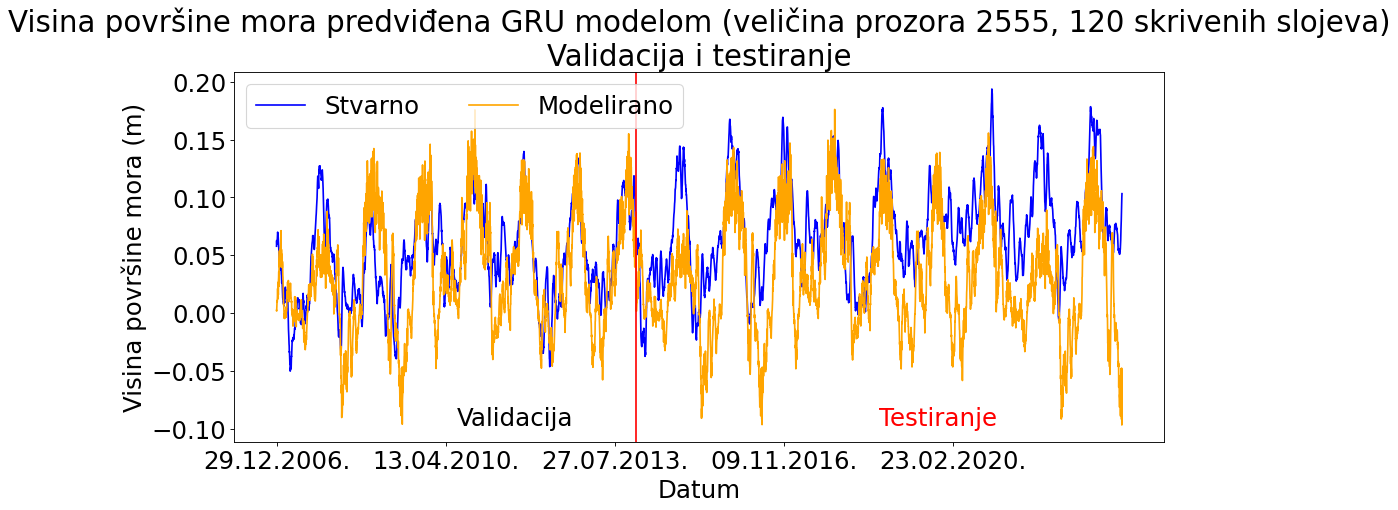 Visina površine mora predviđena GRU modelom (veličina prozora 2555, 120 skrivenih slojeva)
Validacija i testiranje
Stvarno
Modelirano
Visina površine mora (m)
0.20
0.15
0.10
0.05
0.00
−0.05
−0.10
Validacija
Testiranje
29.12.2006.
13.04.2010.
27.07.2013.
09.11.2016.
23.02.2020.
Datum